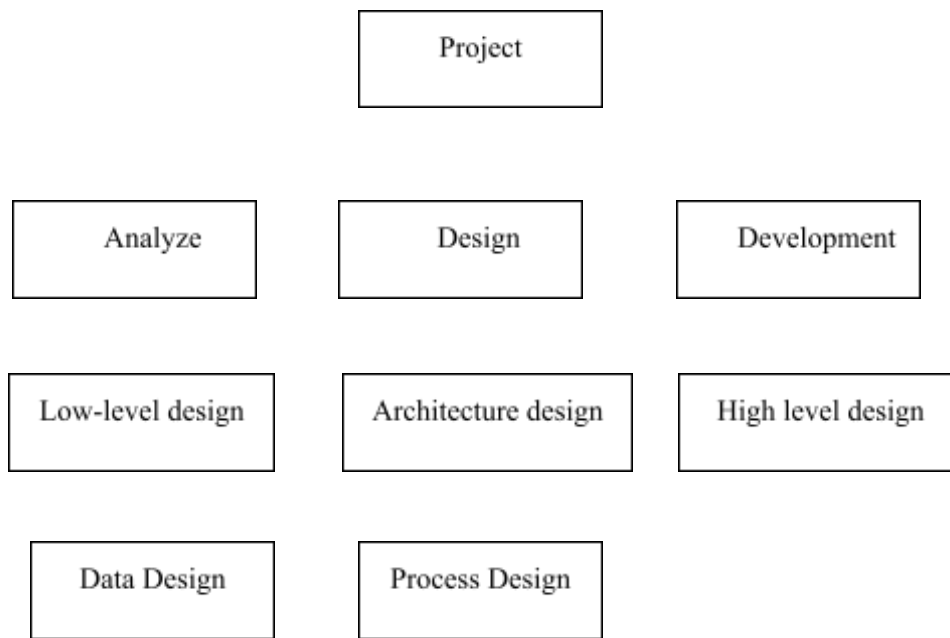 Project
Analyze
Design
Development
Low-level design
Architecture design
High level design
Data Design
Process Design